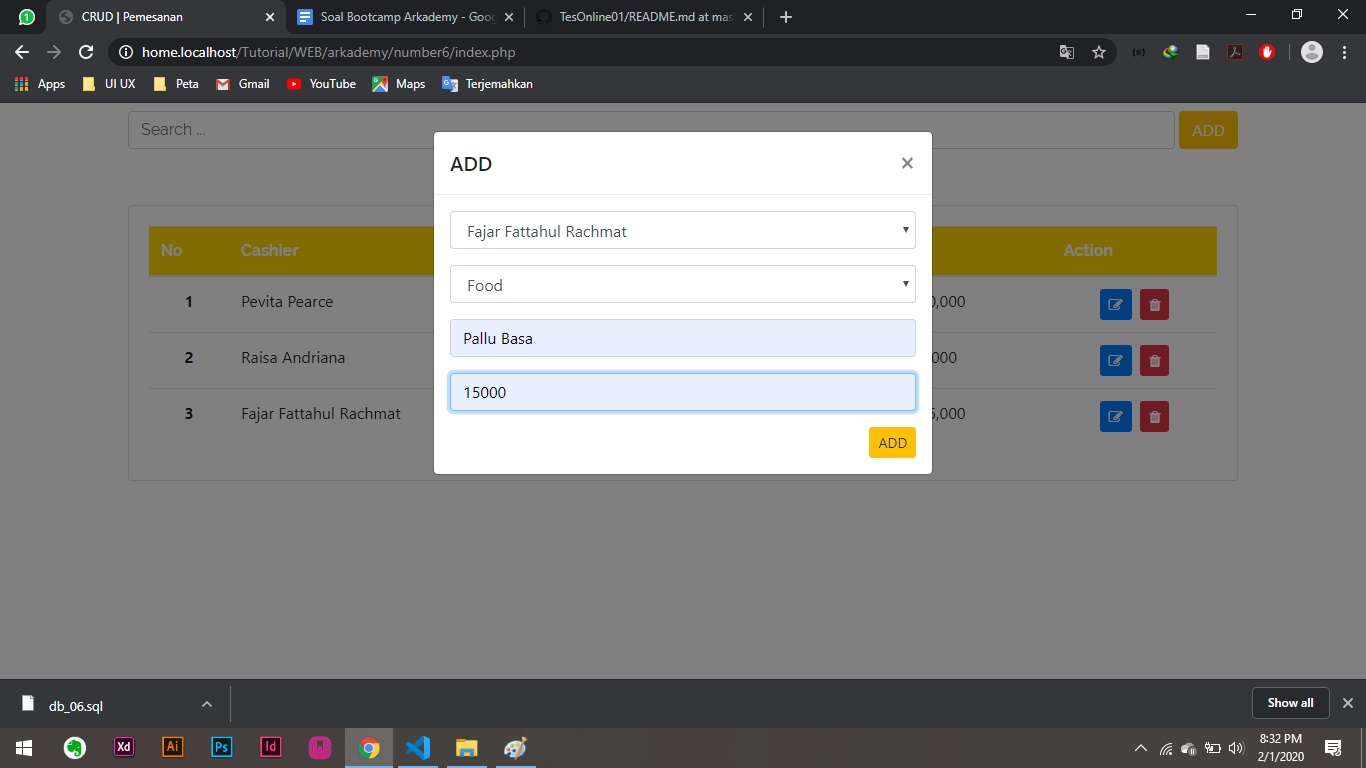 CRUD | Pemesanan
Soal Bootcamp Arkademy - Goo
TesOnline01/README.md at mas
home.localhost/Tutorial/WEB/arkademy/number6/index.php
Apps UI UX Peta Gmail YouTube Maps Terjemahkan
Search ... ADD
ADD ×
Fajar Fattahul Rachmat
Food
Pallu Basa
15000
ADD
No Cashier Action
1 Pevita Pearce 0,000
2 Raisa Andriana 000
3 Fajar Fattahul Rachmat 5,000
db_06.sql Show all
Xd Ai Ps Id
8:32 PM
2/1/2020